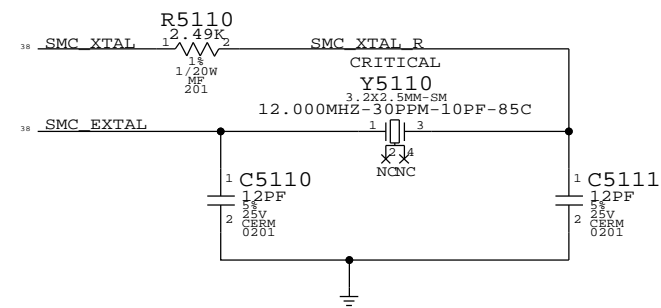 R5110
2.49K
38 SMC_XTAL 1 2 SMC_XTAL_R
1%
1/20W
MF
201
CRITICAL
Y5110
3.2X2.5MM-SM
12.000MHZ-30PPM-10PF-85C
38 SMC_EXTAL 1 3
2 4
NC NC
1 C5110
12PF
5%
2 25V
CERM
0201
1 C5111
12PF
5%
2 25V
CERM
0201